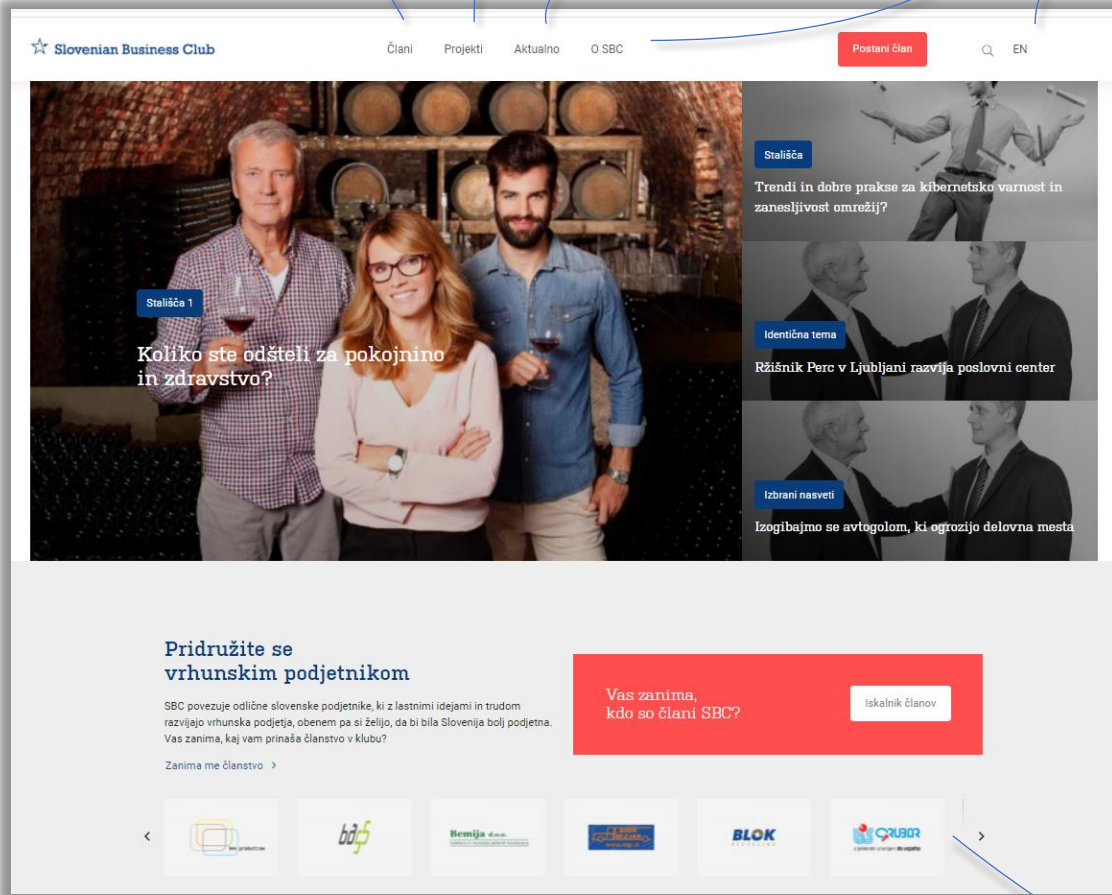 Slovenian Business Club
Člani
Projekti
Aktualno
O SBC
Postani član
EN
Stališča 1
Koliko ste odšteli za pokojnino
in zdravstvo?
Stališča
Trendi in dobre prakse za kibernetsko varnost in
zanesljivost omrežij?
Identična tema
Ržišnik Perc v Ljubljani razvija poslovni center
Izbrani nasveti
Izogibajmo se avtogolom, ki ogrozijo delovna mesta
Pridružite se
vrhunskim podjetnikom
SBC povezuje odlične slovenske podjetnike, ki z lastnimi idejami in trudom
razvijajo vrhunska podjetja, obenem pa si želijo, da bi bila Slovenija bolj podjetna.
Vas zanima, kaj vam prinaša članstvo v klubu?
Zanima me članstvo >
Vas zanima,
kdo so člani SBC?
Iskalnik članov
Bemija d.o.o.
BLOK
RECYCLING
GRUBAR